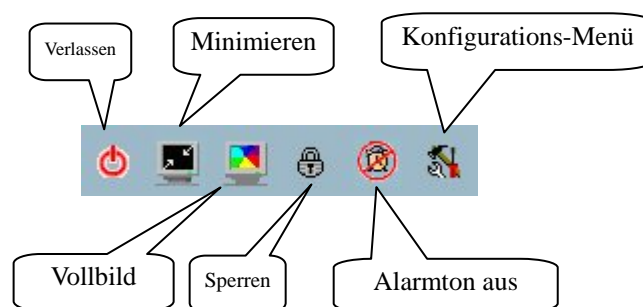 Verlassen
Minimieren
Konfigurations-Menü
Vollbild
Sperren
Alarmton aus